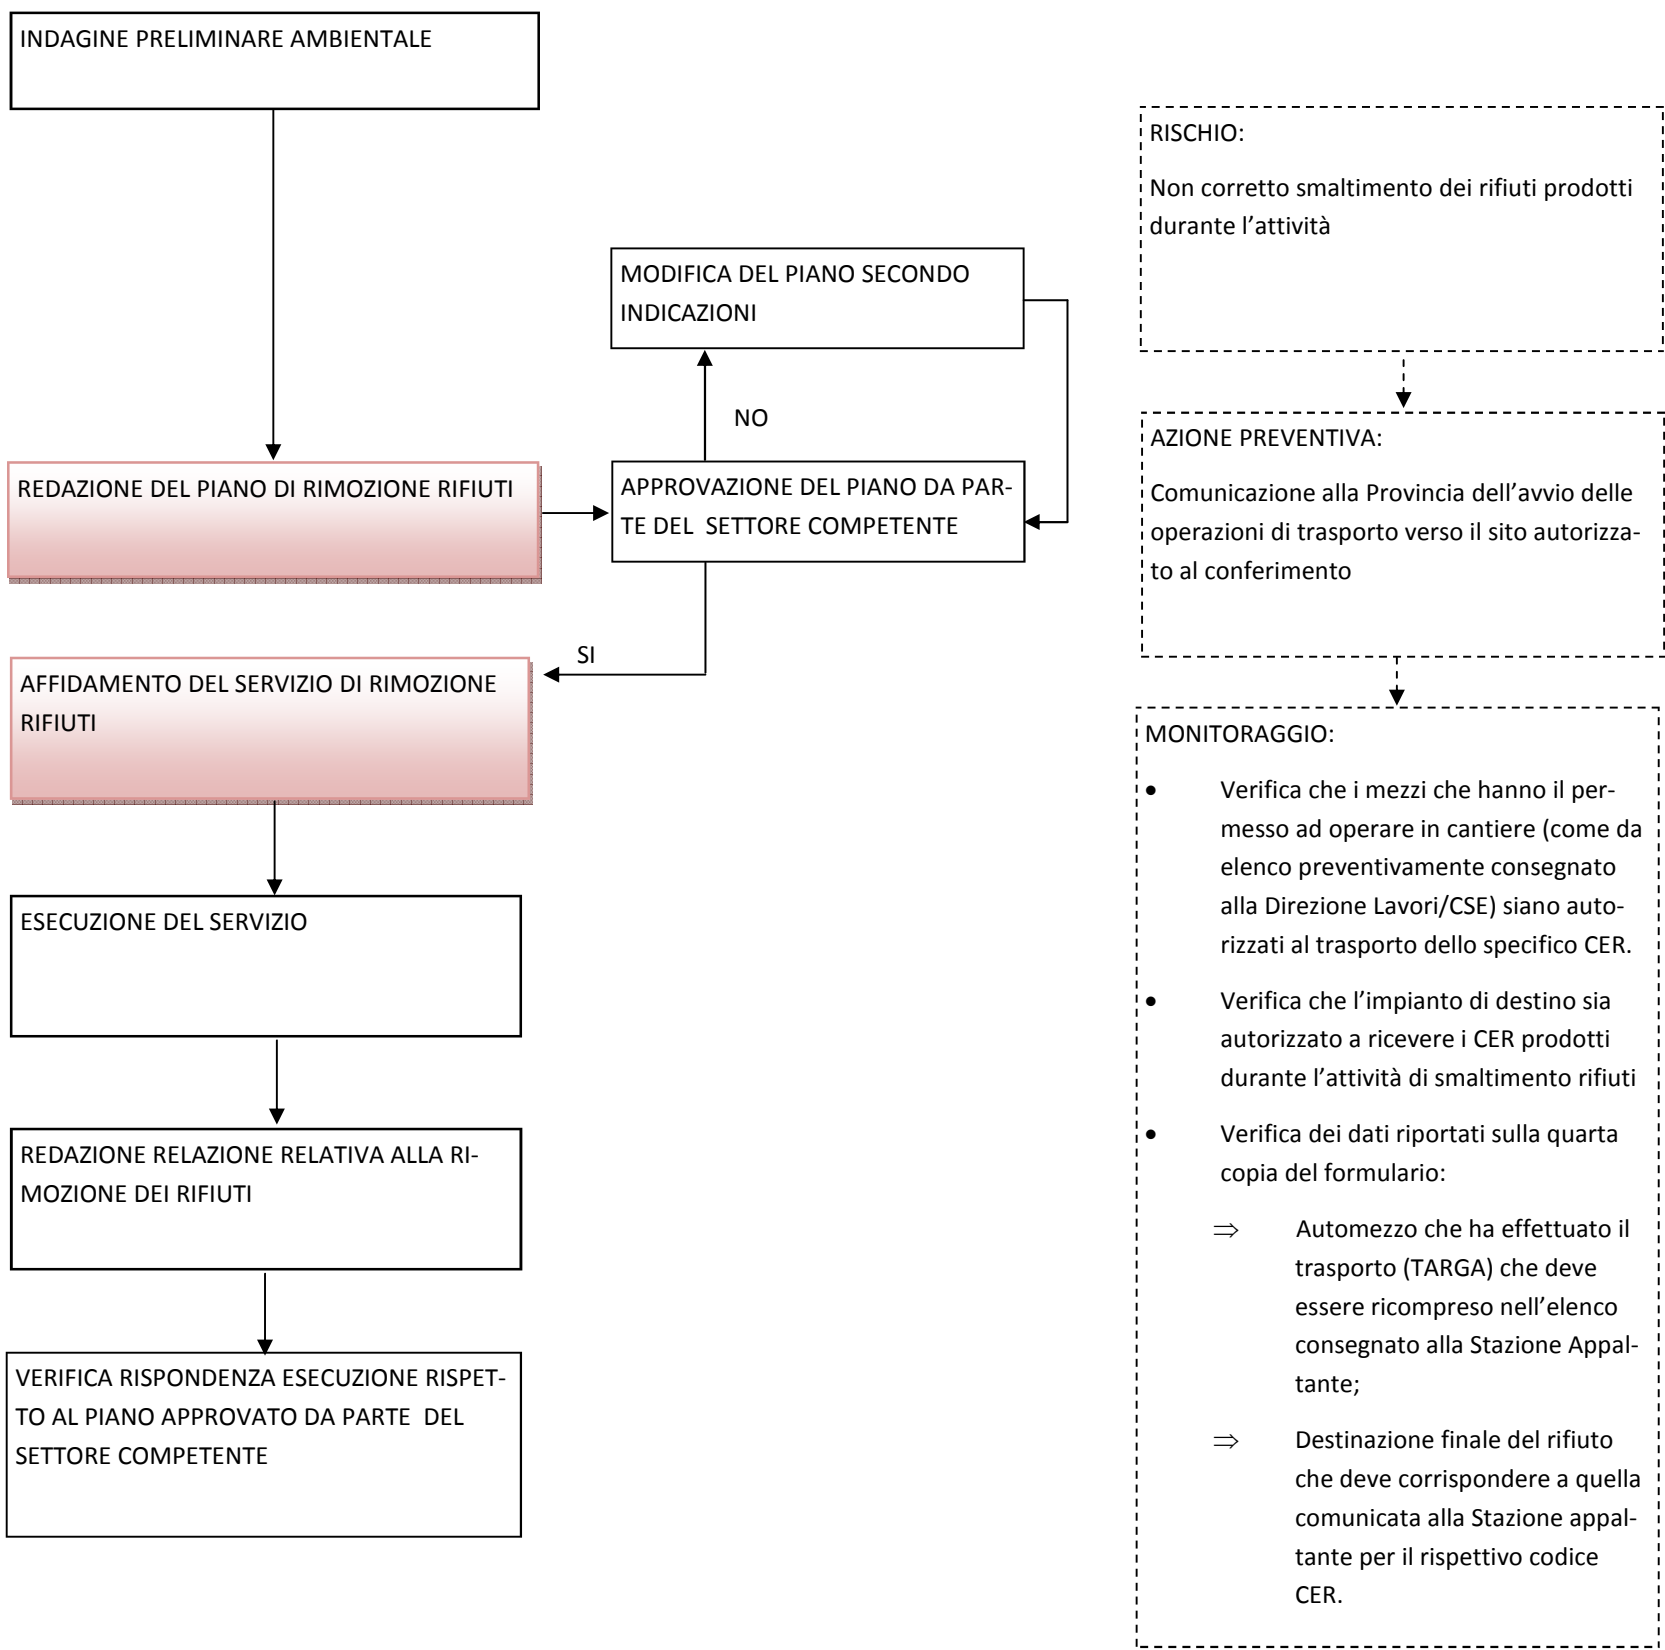 INDAGINE PRELIMINARE AMBIENTALE
MODIFICA DEL PIANO SECONDO
INDICAZIONI
NO
REDAZIONE DEL PIANO DI RIMOZIONE RIFIUTI
APPROVAZIONE DEL PIANO DA PAR-
TE DEL SETTORE COMPETENTE
SI
AFFIDAMENTO DEL SERVIZIO DI RIMOZIONE
RIFIUTI
ESECUZIONE DEL SERVIZIO
REDAZIONE RELAZIONE RELATIVA ALLA RI-
MOZIONE DEI RIFIUTI
VERIFICA RISPONDENZA ESECUZIONE RISPET-
TO AL PIANO APPROVATO DA PARTE DEL
SETTORE COMPETENTE
RISCHIO:
Non corretto smaltimento dei rifiuti prodotti
durante l’attività
AZIONE PREVENTIVA:
Comunicazione alla Provincia dell’avvio delle
operazioni di trasporto verso il sito autorizza-
to al conferimento
MONITORAGGIO:
• Verifica che i mezzi che hanno il per-
messo ad operare in cantiere (come da
elenco preventivamente consegnato
alla Direzione Lavori/CSE) siano auto-
rizzati al trasporto dello specifico CER.
• Verifica che l’impianto di destino sia
autorizzato a ricevere i CER prodotti
durante l’attività di smaltimento rifiuti
• Verifica dei dati riportati sulla quarta
copia del formulario:
⇒ Automezzo che ha effettuato il
trasporto (TARGA) che deve
essere ricompreso nell’elenco
consegnato alla Stazione Appal-
tante;
⇒ Destinazione finale del rifiuto
che deve corrispondere a quella
comunicata alla Stazione appal-
tante per il rispettivo codice
CER.